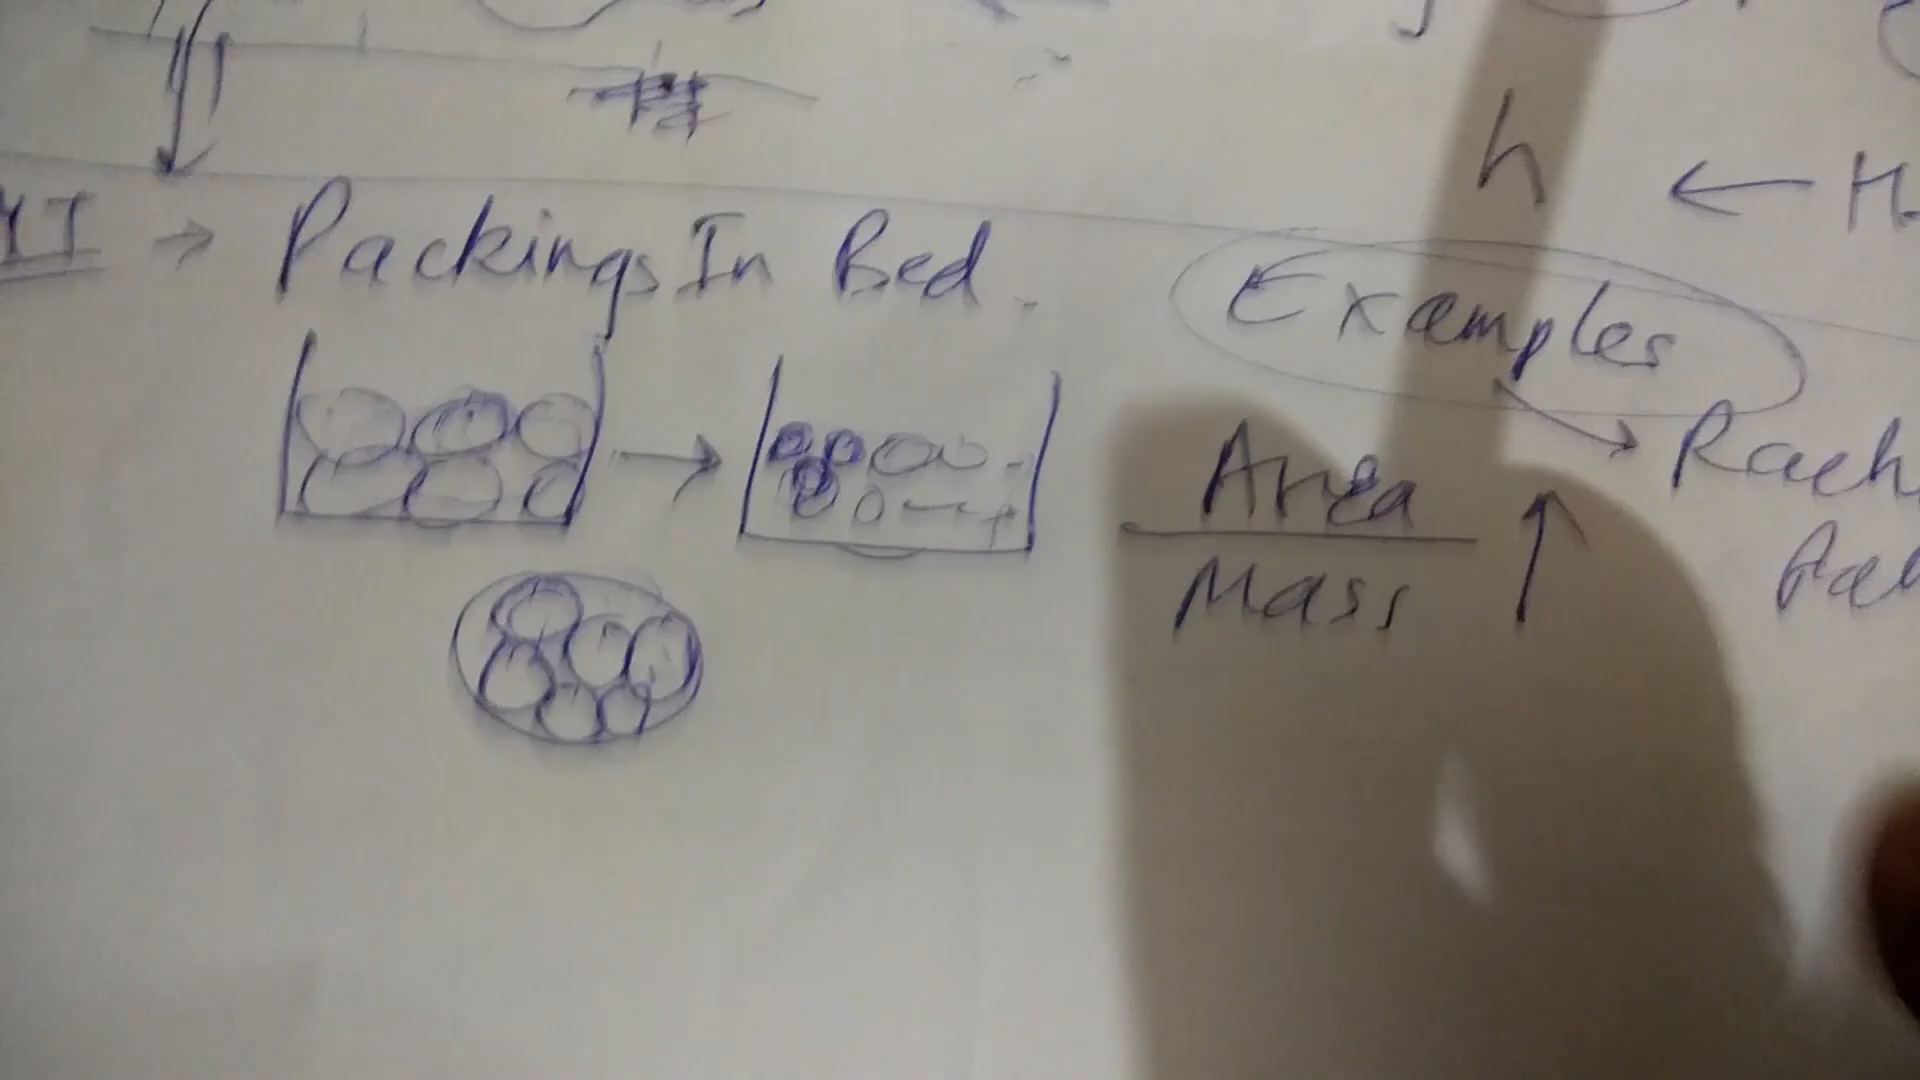 h
← H
→ Packings In Bed.
Examples
Area
Mass ↑